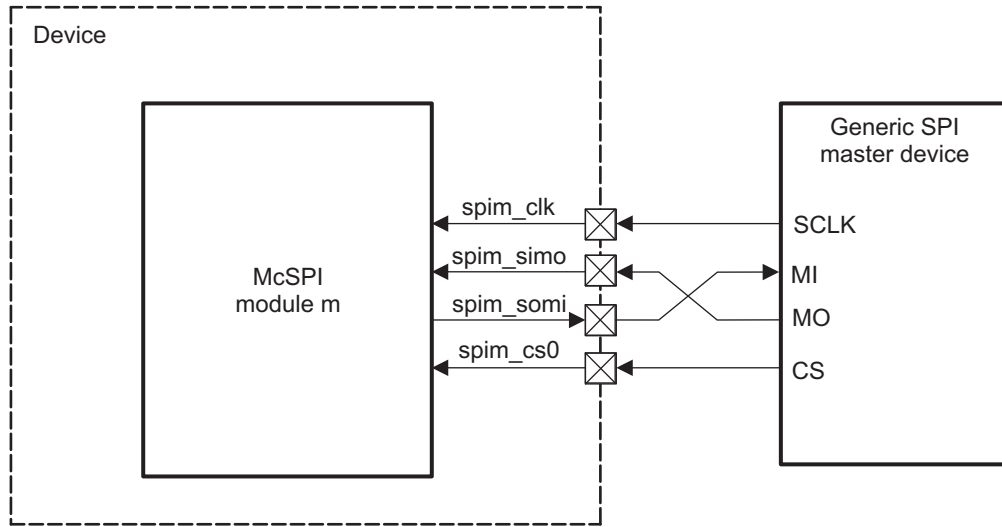 Device
Generic SPI
master device
spim_clk
SCLK
spim_simo
MI
McSPI
module m
spim_somi
MO
spim_cs0
CS